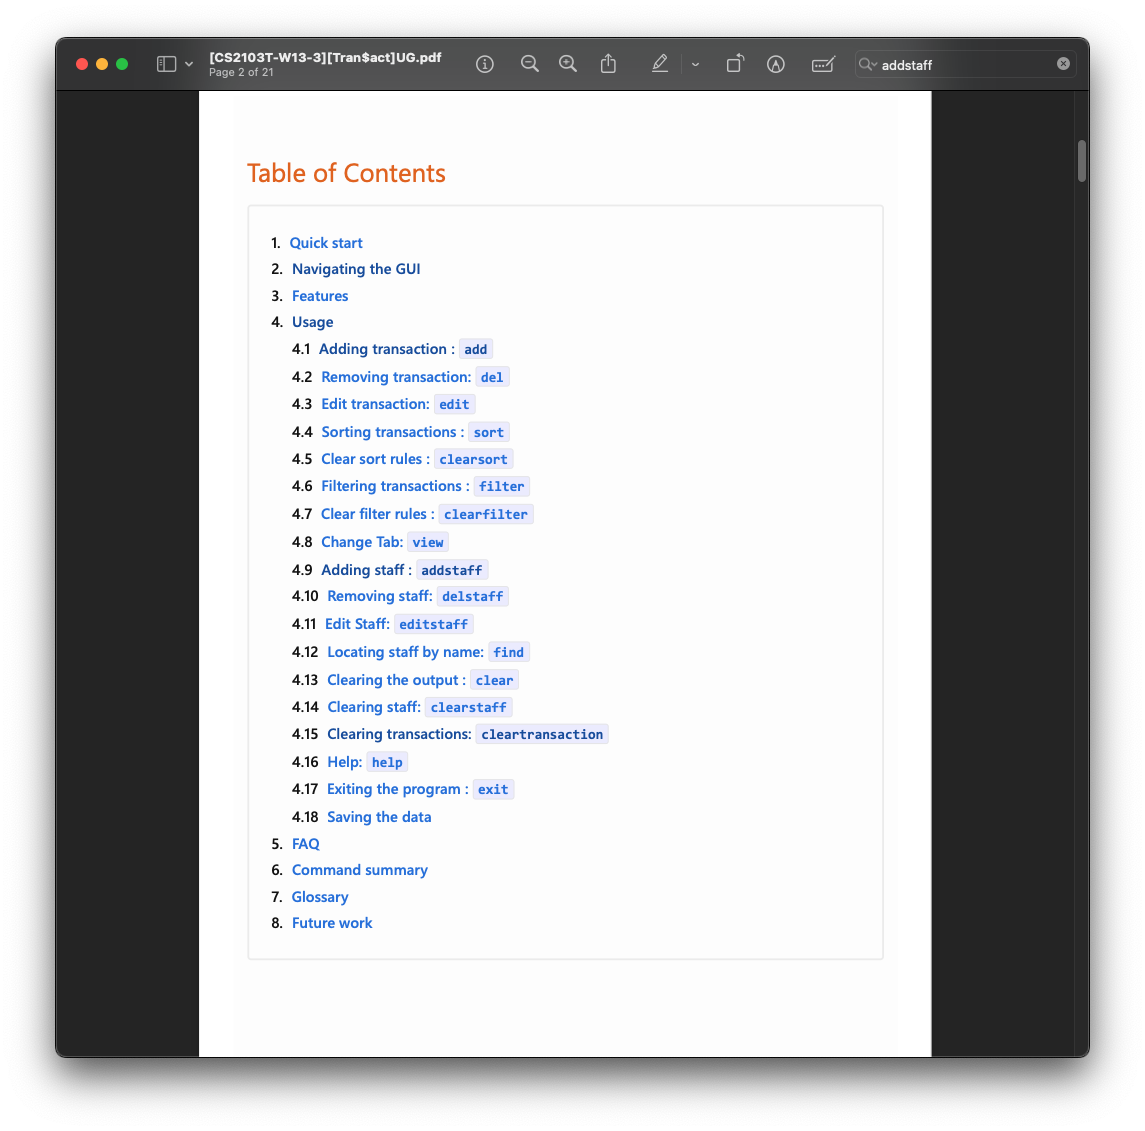 [CS2103T-W13-3][Tran$act]UG.pdf
Page 2 of 21
addstaff
Table of Contents
1. Quick start
2. Navigating the GUI
3. Features
4. Usage
4.1 Adding transaction : add
4.2 Removing transaction: del
4.3 Edit transaction: edit
4.4 Sorting transactions : sort
4.5 Clear sort rules : clearsort
4.6 Filtering transactions : filter
4.7 Clear filter rules : clearfilter
4.8 Change Tab: view
4.9 Adding staff : addstaff
4.10 Removing staff: delstaff
4.11 Edit Staff: editstaff
4.12 Locating staff by name: find
4.13 Clearing the output : clear
4.14 Clearing staff: clearstaff
4.15 Clearing transactions: cleartransaction
4.16 Help: help
4.17 Exiting the program : exit
4.18 Saving the data
5. FAQ
6. Command summary
7. Glossary
8. Future work